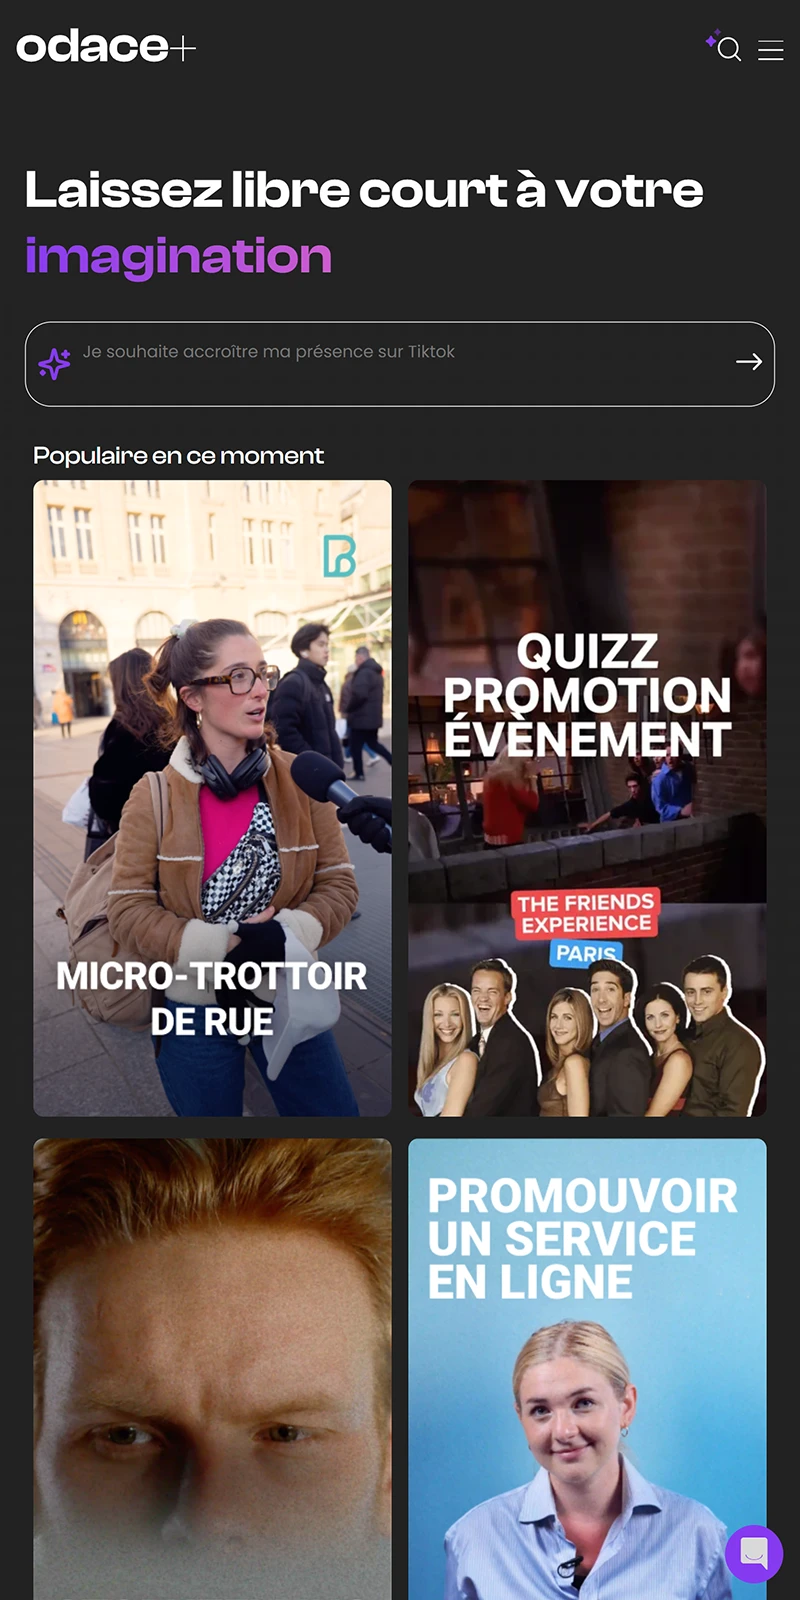 odace+
Laissez libre court à votre
imagination
Je souhaite accroître ma présence sur Tiktok
Populaire en ce moment
B
MICRO-TROTTOIR
DE RUE
QUIZZ
PROMOTION
ÉVÈNEMENT
THE FRIENDS
EXPERIENCE
PARIS
PROMOUVOIR
UN SERVICE
EN LIGNE